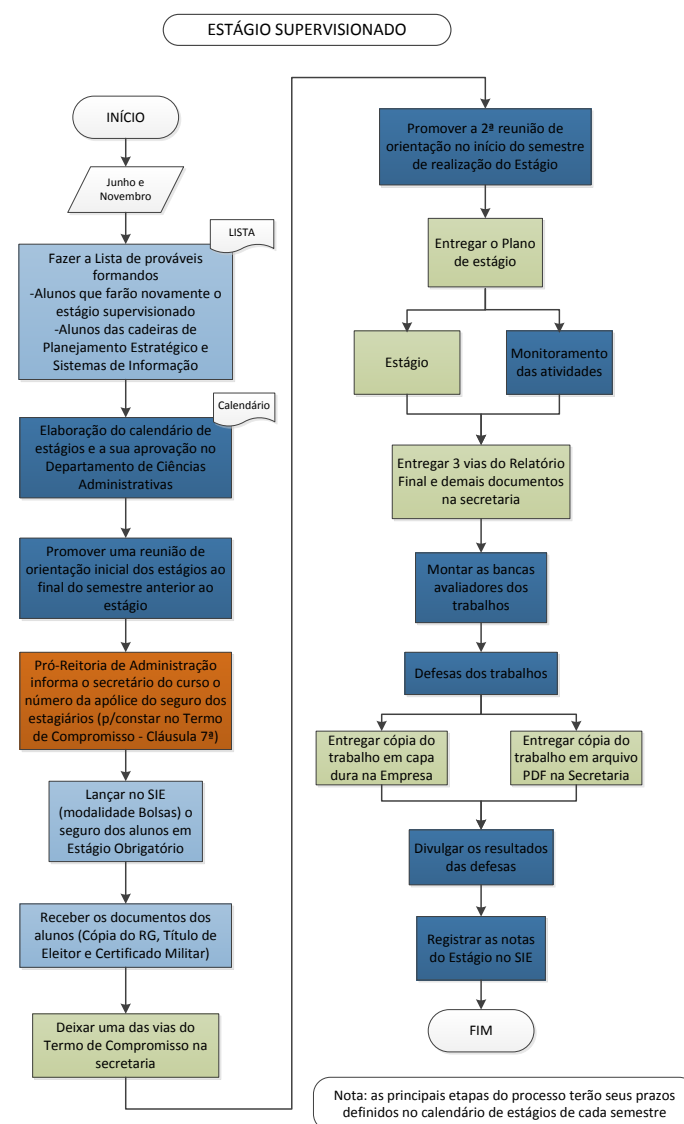 ESTÁGIO SUPERVISIONADO
INÍCIO
Junho e
Novembro
LISTA
Fazer a Lista de prováveis
formandos
-Alunos que farão novamente o
estágio supervisionado
-Alunos das cadeiras de
Planejamento Estratégico e
Sistemas de Informação
Calendário
Elaboração do calendário de
estágios e a sua aprovação no
Departamento de Ciências
Administrativas
Promover uma reunião de
orientação inicial dos estágios ao
final do semestre anterior ao
estágio
Pró-Reitoria de Administração
informa o secretário do curso o
número da apólice do seguro dos
estagiários (p/constar no Termo
de Compromisso - Cláusula 7ª)
Lançar no SIE
(modalidade Bolsas) o
seguro dos alunos em
Estágio Obrigatório
Receber os documentos dos
alunos (Cópia do RG, Título de
Eleitor e Certificado Militar)
Deixar uma das vias do
Termo de Compromisso na
secretaria
Promover a 2ª reunião de
orientação no início do semestre
de realização do Estágio
Entregar o Plano
de estágio
Estágio
Monitoramento
das atividades
Entregar 3 vias do Relatório
Final e demais documentos
na secretaria
Montar as bancas
avaliadores dos
trabalhos
Defesas dos trabalhos
Entregar cópia do
trabalho em capa
dura na Empresa
Entregar cópia do
trabalho em arquivo
PDF na Secretaria
Divulgar os resultados
das defesas
Registrar as notas
do Estágio no SIE
FIM
Nota: as principais etapas do processo terão seus prazos
definidos no calendário de estágios de cada semestre